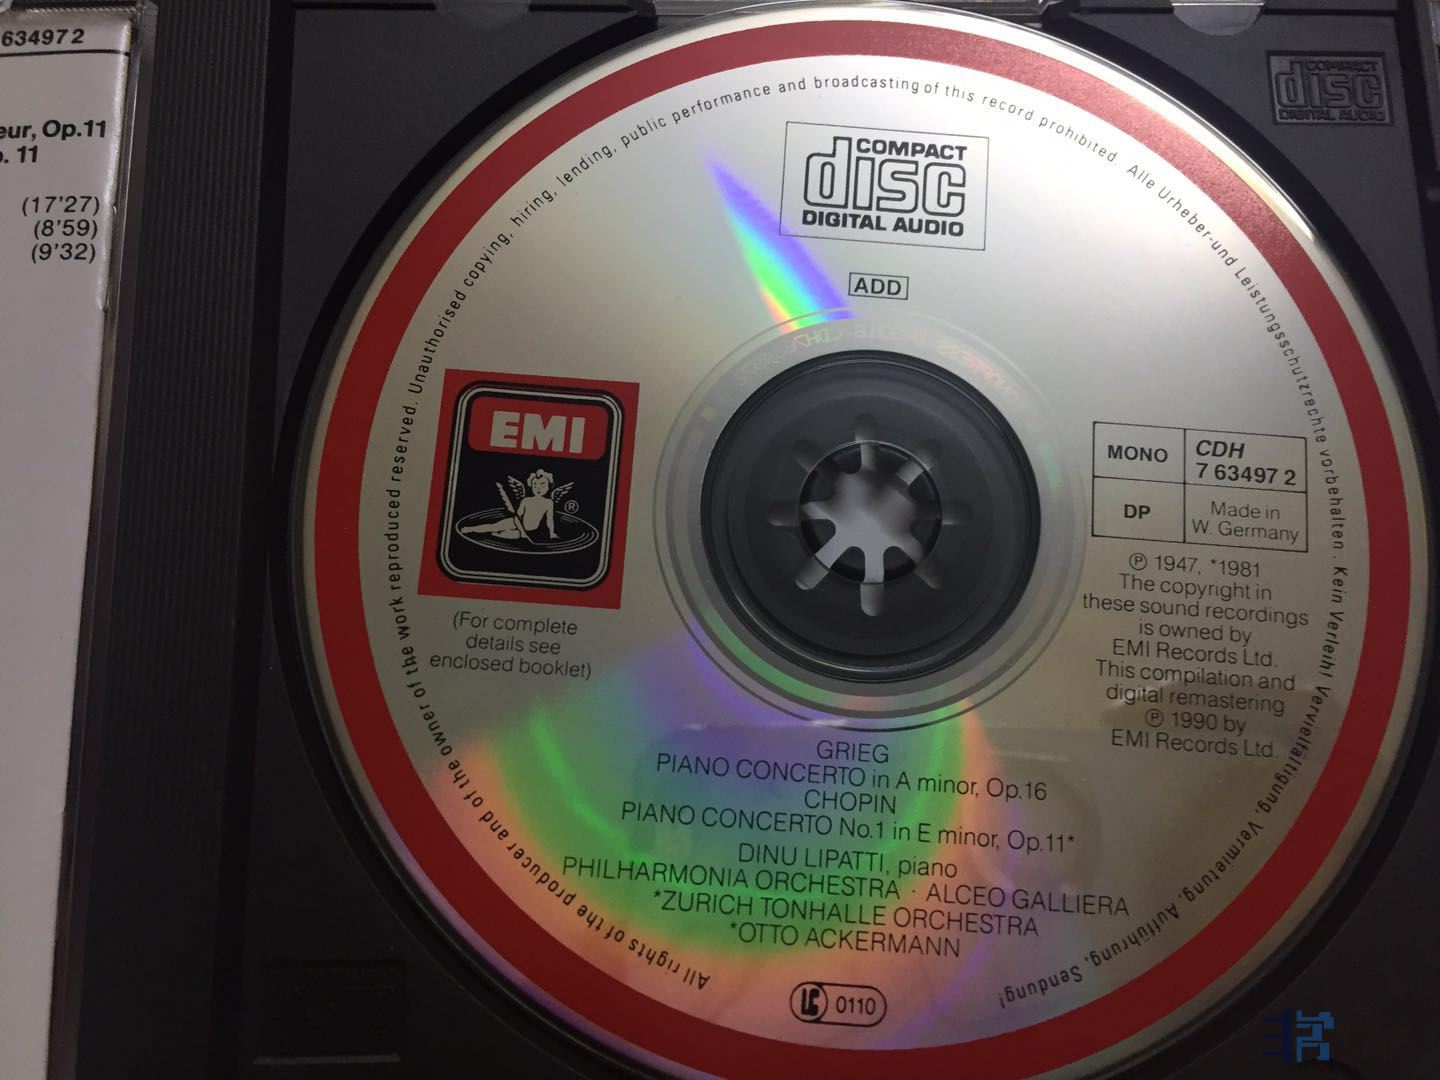 634972
eur, Op.11
. 11
(17'27)
(8'59)
(9'32)
COMPACT
disc
DIGITAL AUDIO
All rights of the producer and of the owner of the work reproduced reserved. Unauthorised copying, hiring, lending, public performance and broadcasting of this record prohibited. Alle Urheber-und Leistungsschutzrechte vorbehalten. Kein Verleih! Vervielfältigung, Vermietung, Aufführung, Sendung!
COMPACT
disc
DIGITAL AUDIO
ADD
EMI
®
(For complete
details see
enclosed booklet)
MONO
CDH
7 63497 2
DP
Made in
W. Germany
℗ 1947, *1981
The copyright in
these sound recordings
is owned by
EMI Records Ltd.
This compilation and
digital remastering
℗ 1990 by
EMI Records Ltd.
GRIEG
PIANO CONCERTO in A minor, Op.16
CHOPIN
PIANO CONCERTO No.1 in E minor, Op.11*
DINU LIPATTI, piano
PHILHARMONIA ORCHESTRA · ALCEO GALLIERA
*ZURICH TONHALLE ORCHESTRA
*OTTO ACKERMANN
LC 0110